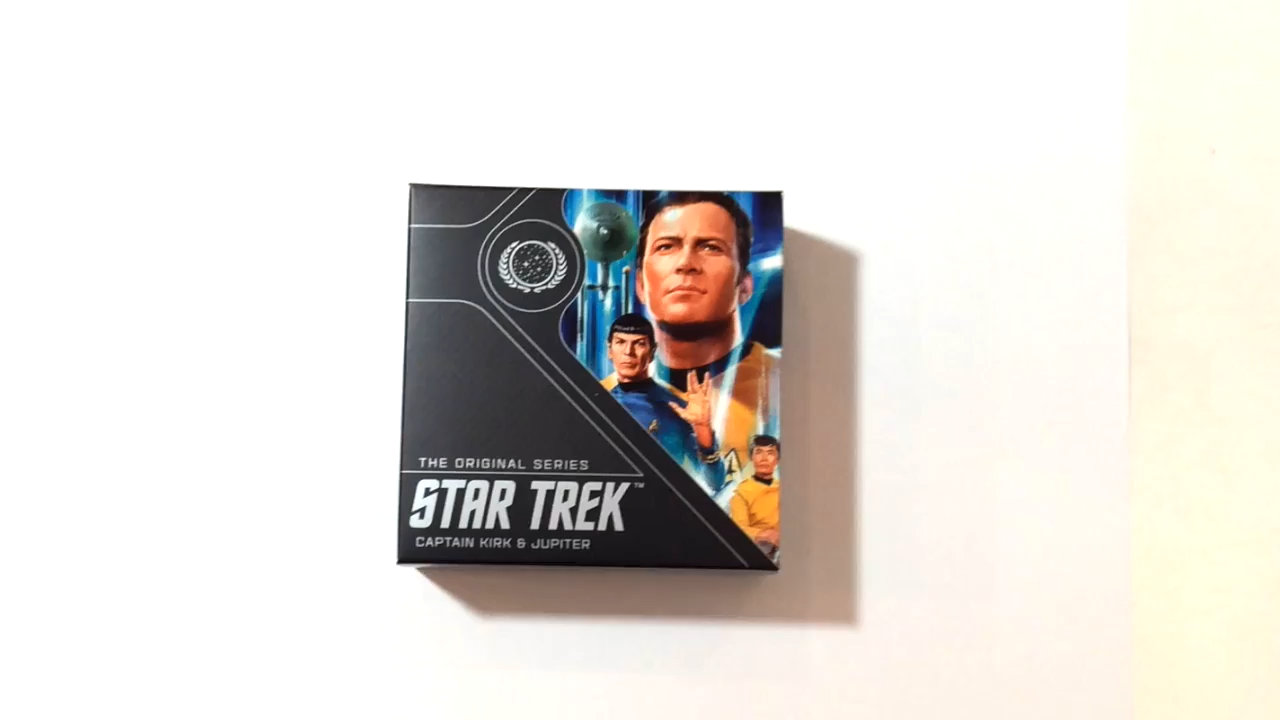 THE ORIGINAL SERIES
STAR TREK™
CAPTAIN KIRK & JUPITER